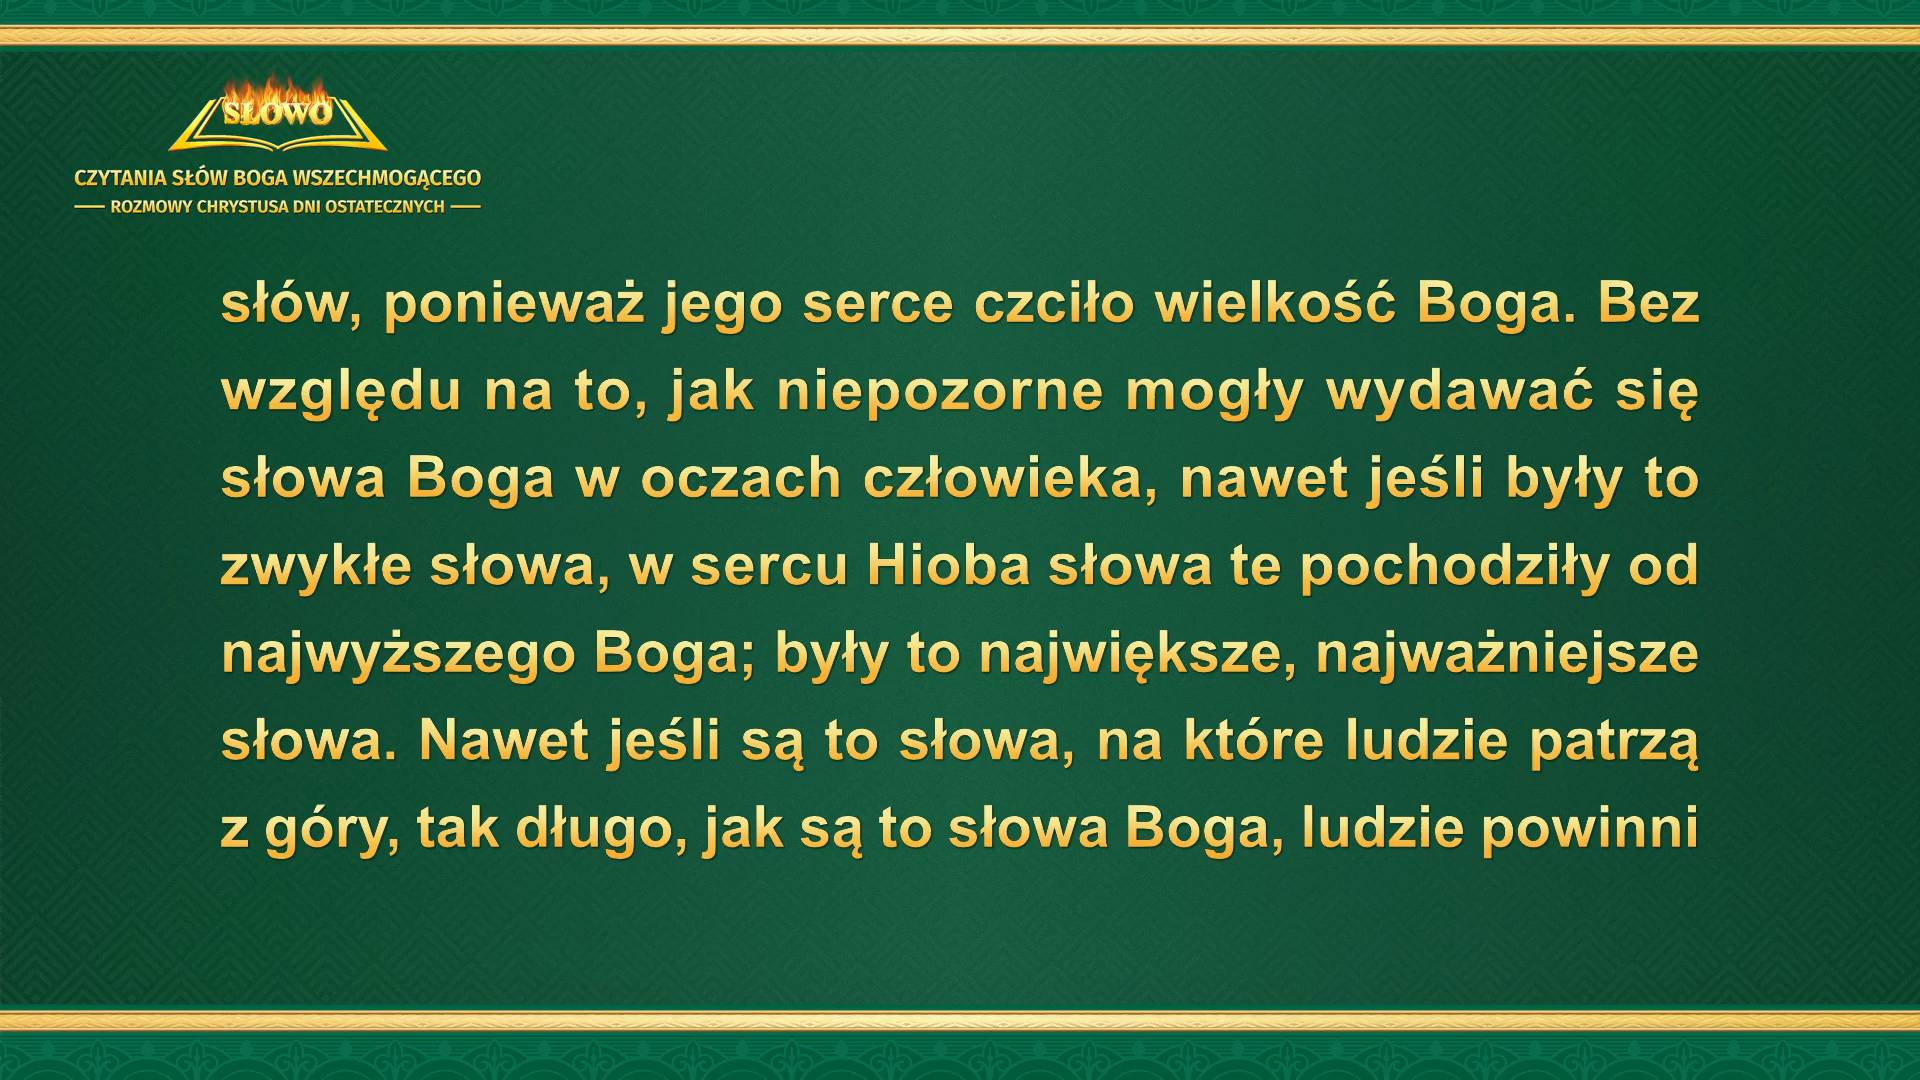 SŁOWO
CZYTANIA SŁÓW BOGA WSZECHMOGĄCEGO
ROZMOWY CHRYSTUSA DNI OSTATECZNYCH
słów, ponieważ jego serce czciło wielkość Boga. Bez
względu na to, jak niepozorne mogły wydawać się
słowa Boga w oczach człowieka, nawet jeśli były to
zwykłe słowa, w sercu Hioba słowa te pochodziły od
najwyższego Boga; były to największe, najważniejsze
słowa. Nawet jeśli są to słowa, na które ludzie patrzą
z góry, tak długo, jak są to słowa Boga, ludzie powinni